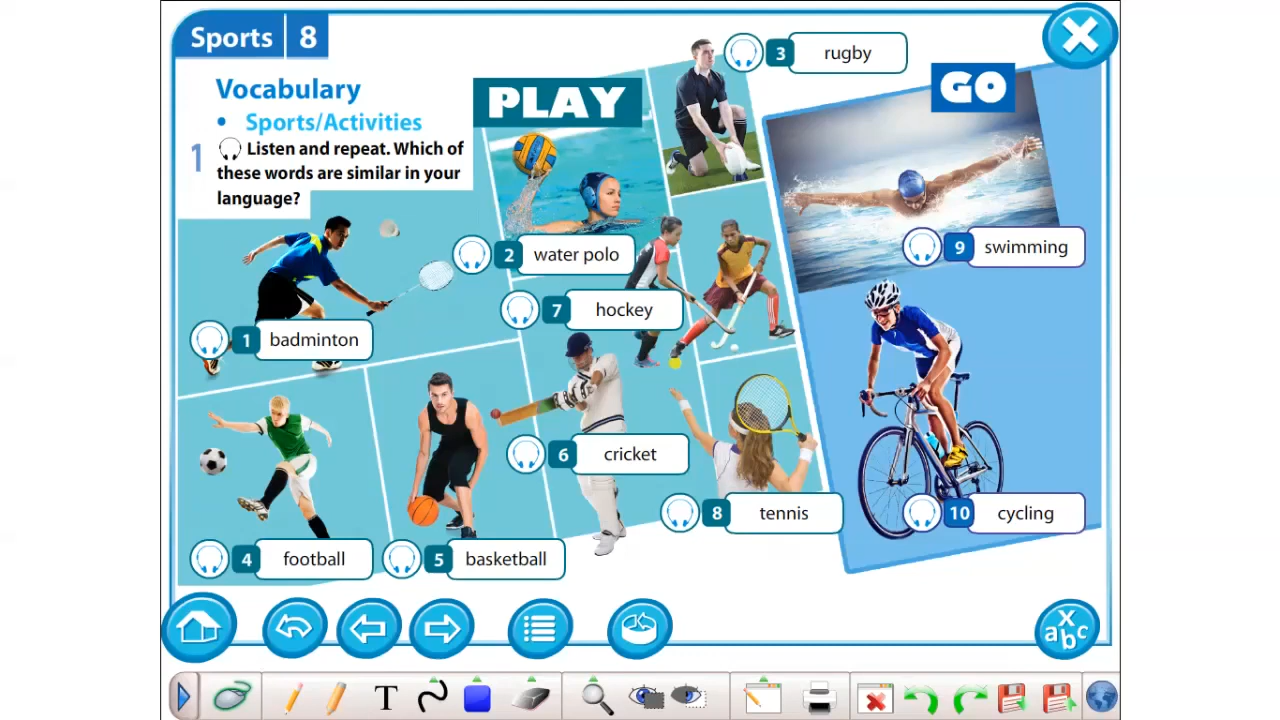 Sports 8
Vocabulary
• Sports/Activities
1 Listen and repeat. Which of
these words are similar in your
language?
PLAY
GO
1 badminton
2 water polo
3 rugby
4 football
5 basketball
6 cricket
7 hockey
8 tennis
9 swimming
10 cycling
x
abc
T